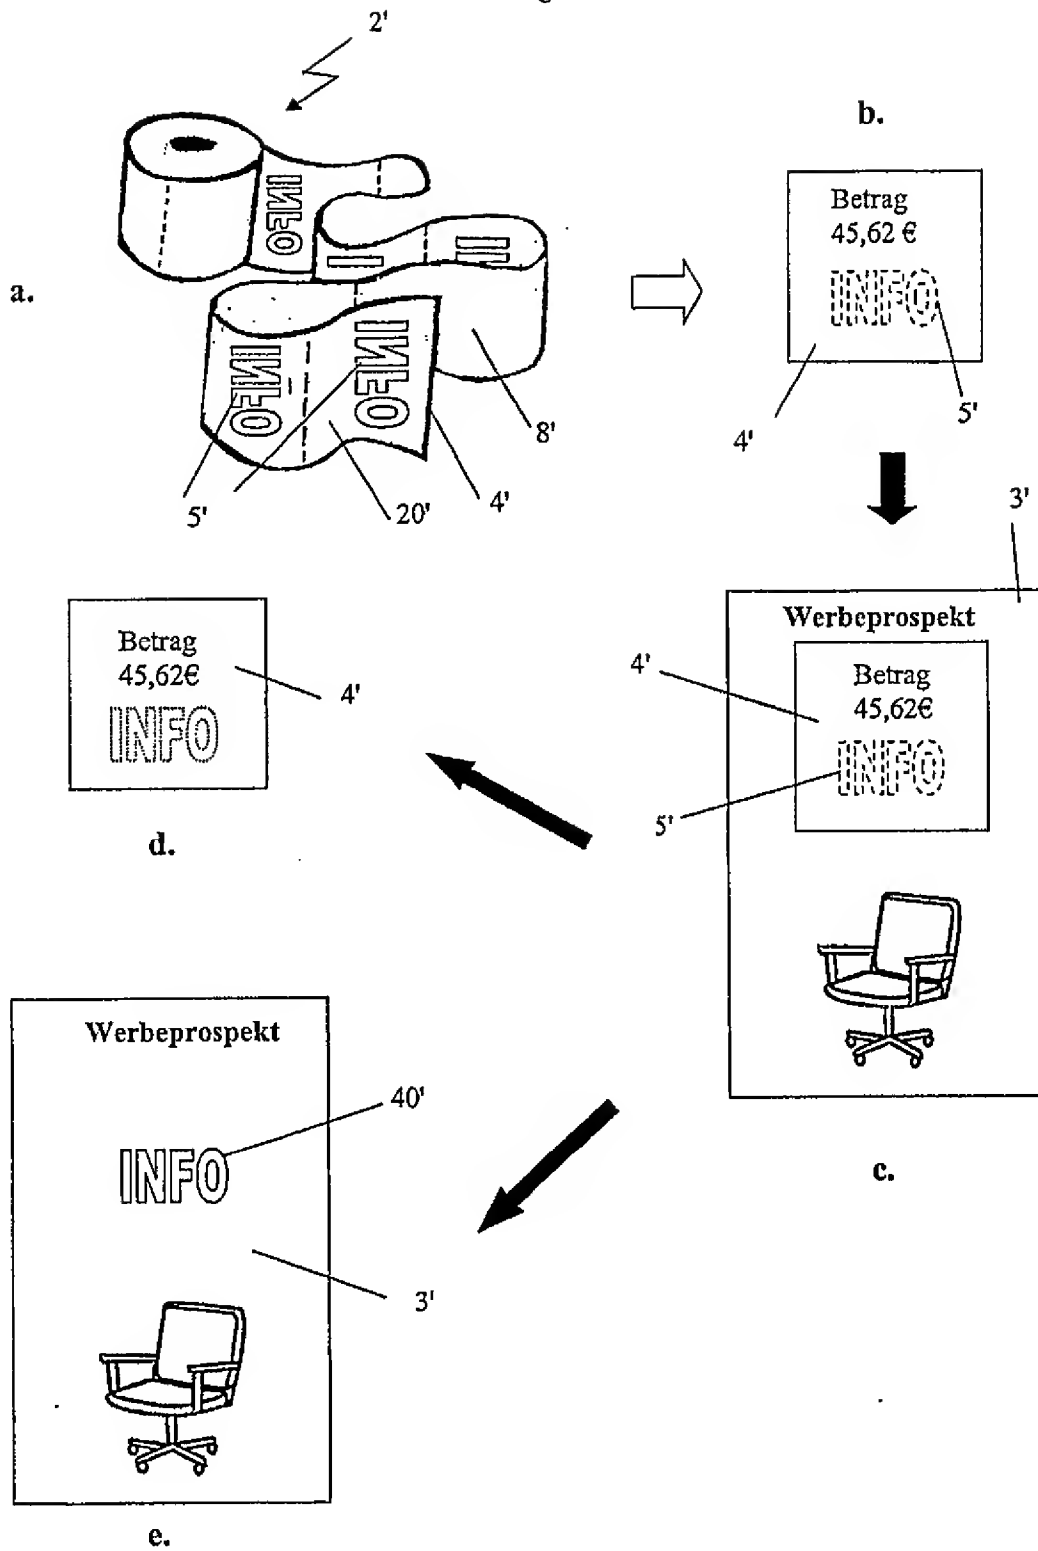 2'
b.
Betrag
45,62 €
INFO
a.
INFO
INFO
INFO
8'
4'
5'
5'
20'
4'
3'
Werbeprospekt
Betrag
45,62€
INFO
4'
5'
Betrag
45,62€
INFO
4'
d.
Werbeprospekt
40'
INFO
3'
c.
e.